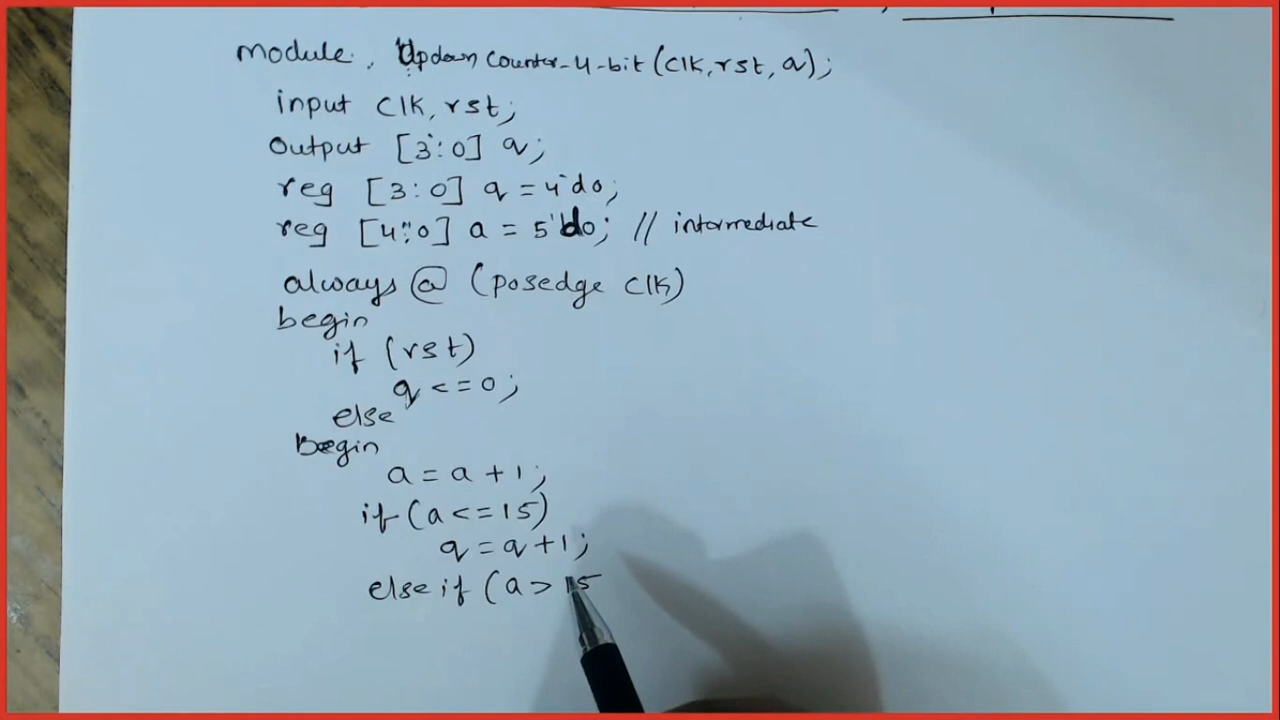 module, Updown Counter-4-bit (clk, rst, q);
input clk, rst;
Output [3:0] q;
reg [3:0] q = 4'd0;
reg [4:0] a = 5'd0; // intermediate
always @ (posedge clk)
begin
if (rst)
q <= 0;
else
Begin
a = a + 1;
if (a <= 15)
q = q + 1;
else if (a > 15